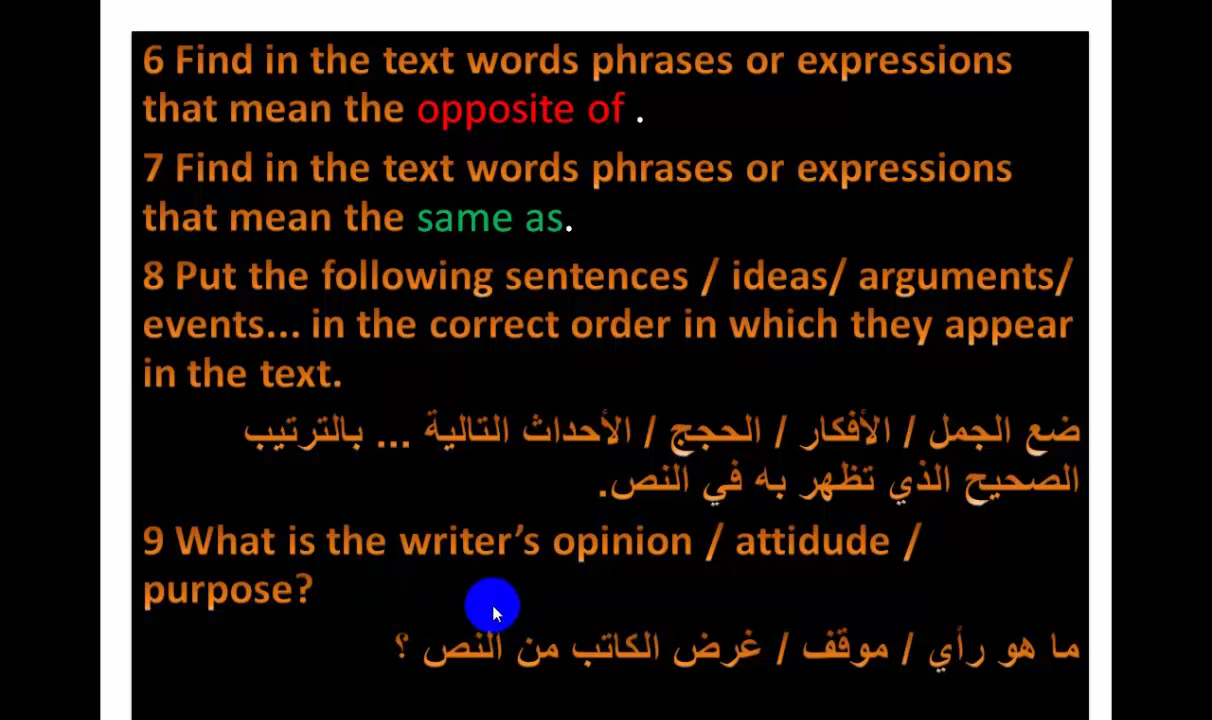 6 Find in the text words phrases or expressions
that mean the opposite of .
7 Find in the text words phrases or expressions
that mean the same as.
8 Put the following sentences / ideas/ arguments/
events... in the correct order in which they appear
in the text.
ضع الجمل / الأفكار / الحجج / الأحداث التالية ... بالترتيب
الصحيح الذي تظهر به في النص.
9 What is the writer’s opinion / attidude /
purpose?
ما هو رأي / موقف / غرض الكاتب من النص ؟